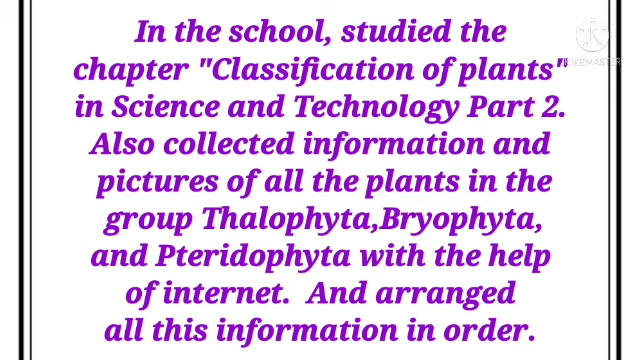 In the school, studied the
chapter "Classification of plants"
in Science and Technology Part 2.
Also collected information and
pictures of all the plants in the
group Thalophyta,Bryophyta,
and Pteridophyta with the help
of internet. And arranged
all this information in order.
KINEMASTER